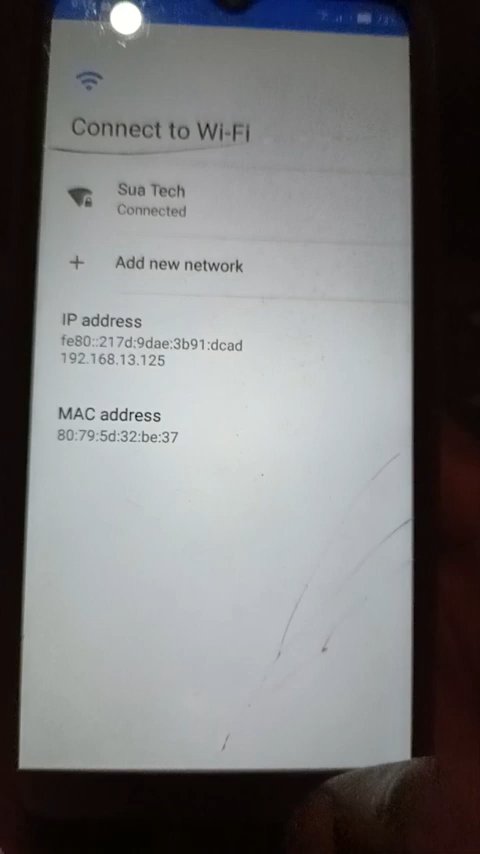 Connect to Wi-Fi
Sua Tech
Connected
+ Add new network
IP address
fe80::217d:9dae:3b91:dcad
192.168.13.125
MAC address
80:79:5d:32:be:37